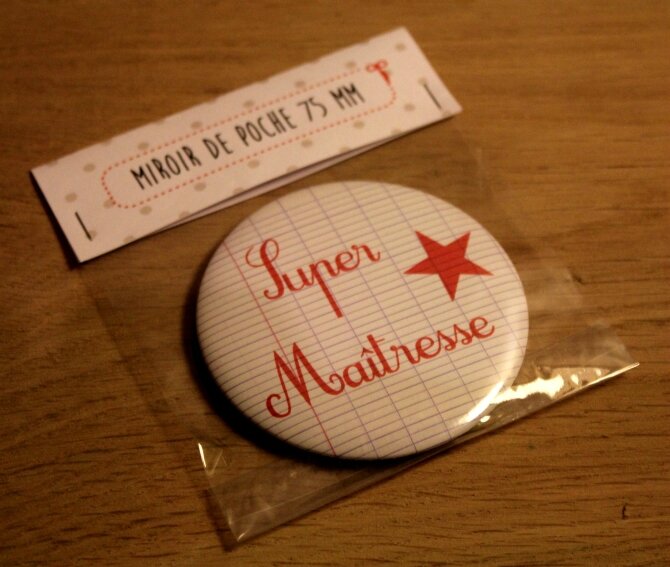 MIROIR DE POCHE 75 MM
Super
Maîtresse